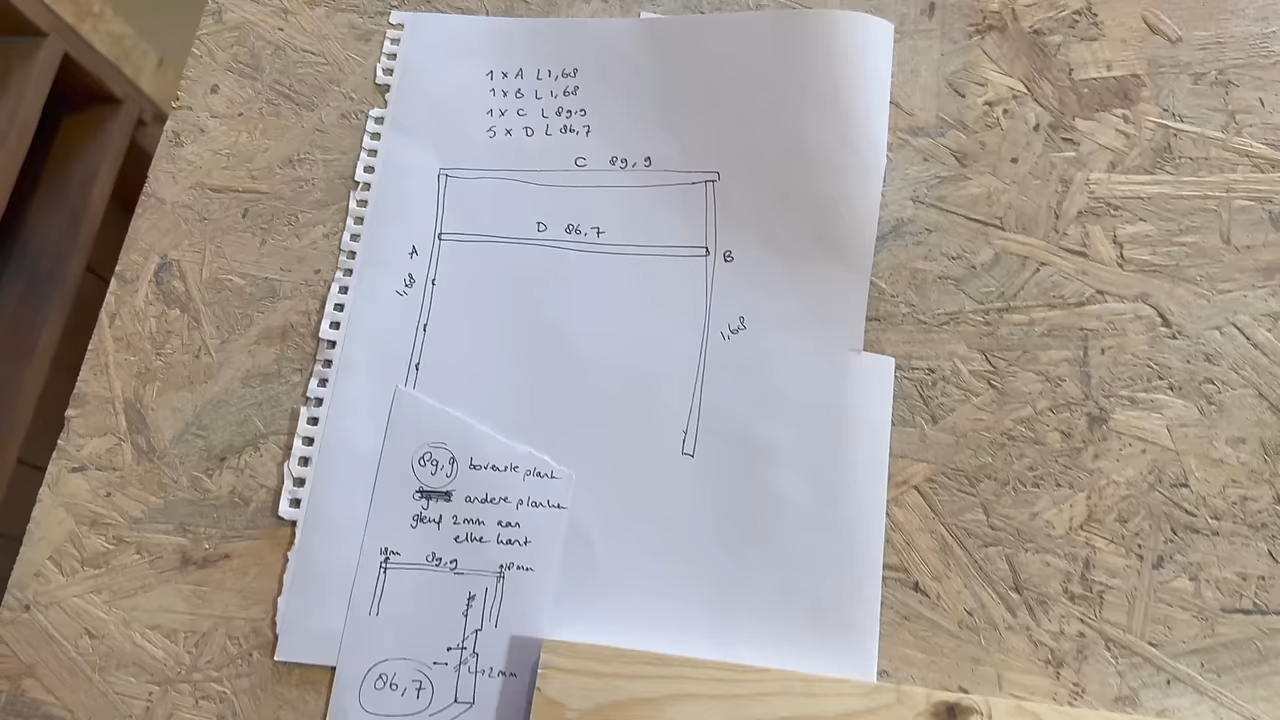 1 x A L 1,68
1 x B L 1,68
1 x C L 89,9
5 x D L 86,7
C 89,9
D 86,7
A
B
1,68
1,68
89,9 bovenste plank
andere planken
gleuf 2mm aan
elke kant
18mm
89,9
18mm
2mm
86,7